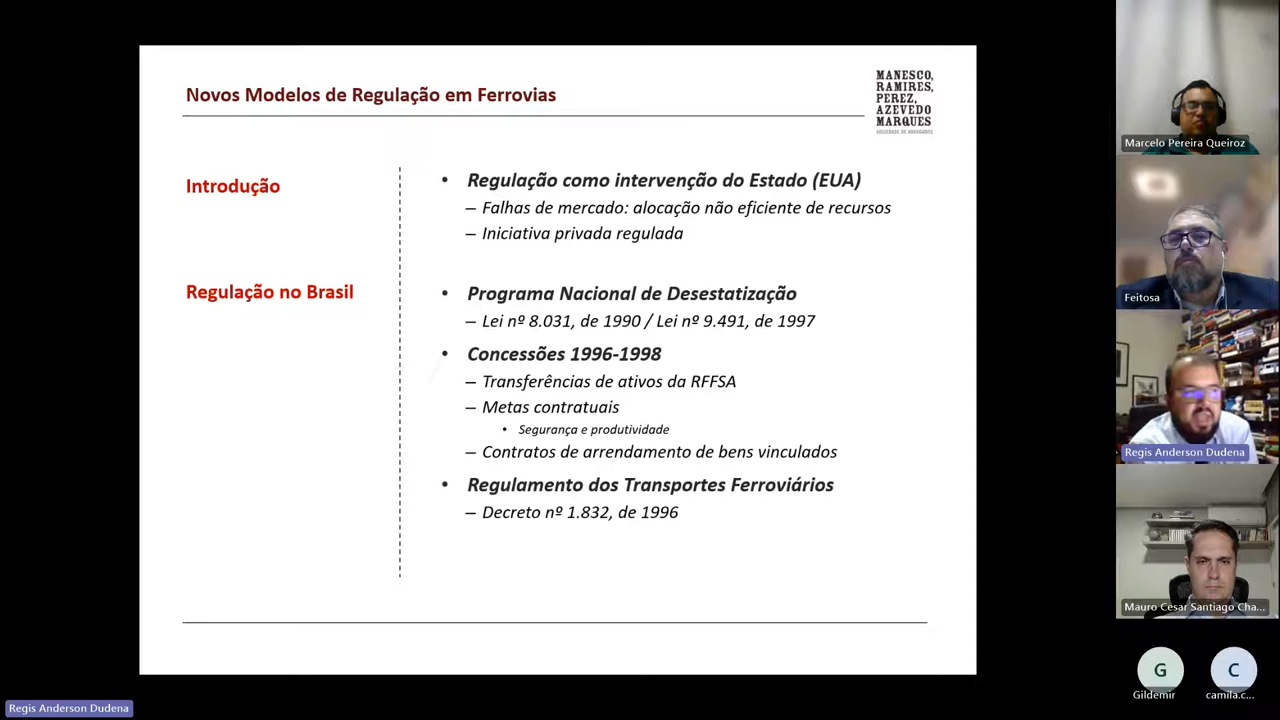 Novos Modelos de Regulação em Ferrovias
MANESCO,
RAMIRES,
PEREZ,
AZEVEDO
MARQUES
SOCIEDADE DE ADVOGADOS
Introdução
• Regulação como intervenção do Estado (EUA)
– Falhas de mercado: alocação não eficiente de recursos
– Iniciativa privada regulada
Regulação no Brasil
• Programa Nacional de Desestatização
– Lei nº 8.031, de 1990 / Lei nº 9.491, de 1997
• Concessões 1996-1998
– Transferências de ativos da RFFSA
– Metas contratuais
• Segurança e produtividade
– Contratos de arrendamento de bens vinculados
• Regulamento dos Transportes Ferroviários
– Decreto nº 1.832, de 1996
Marcelo Pereira Queiroz
Feitosa
Regis Anderson Dudena
Mauro Cesar Santiago Cha...
G
Gildemir
C
camila.c...
Regis Anderson Dudena